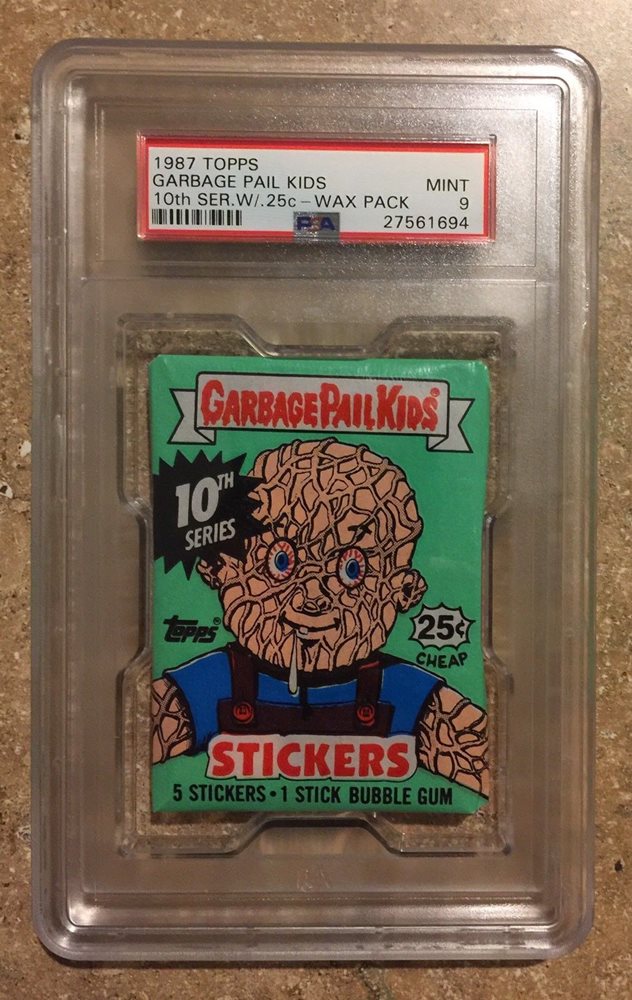 1987 TOPPS
GARBAGE PAIL KIDS MINT
10th SER.W/.25c - WAX PACK 9
PSA 27561694
GARBAGE PAIL KIDS®
10TH
SERIES
topps®
25¢
CHEAP
STICKERS
5 STICKERS • 1 STICK BUBBLE GUM